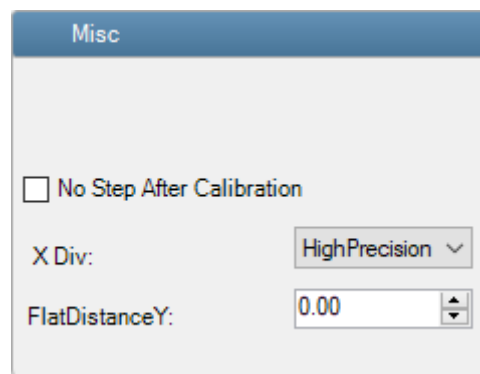 Misc
No Step After Calibration
X Div: HighPrecision
FlatDistanceY: 0.00